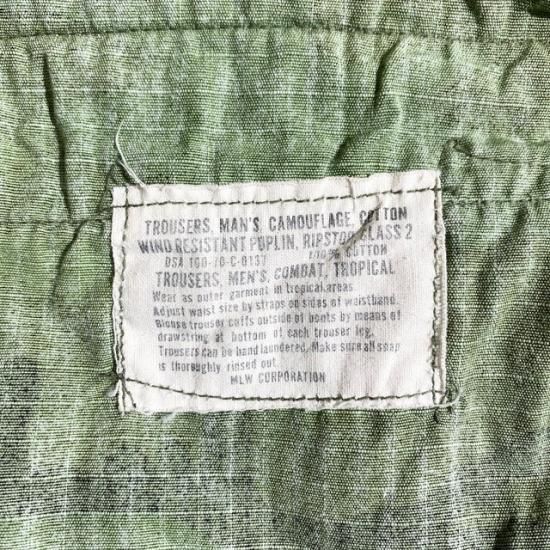 TROUSERS, MAN'S, CAMOUFLAGE, COTTON
WIND RESISTANT POPLIN, RIPSTOP CLASS 2
DSA 100-70-C-0137 100% COTTON
TROUSERS, MEN'S, COMBAT, TROPICAL
Wear as outer garment in tropical areas
Adjust waist size by straps on sides of waistband.
Blouse trouser cuffs outside of boots by means of
drawstring at bottom of each trouser leg.
Trousers can be hand laundered. Make sure all soap
is thoroughly rinsed out.
MLW CORPORATION